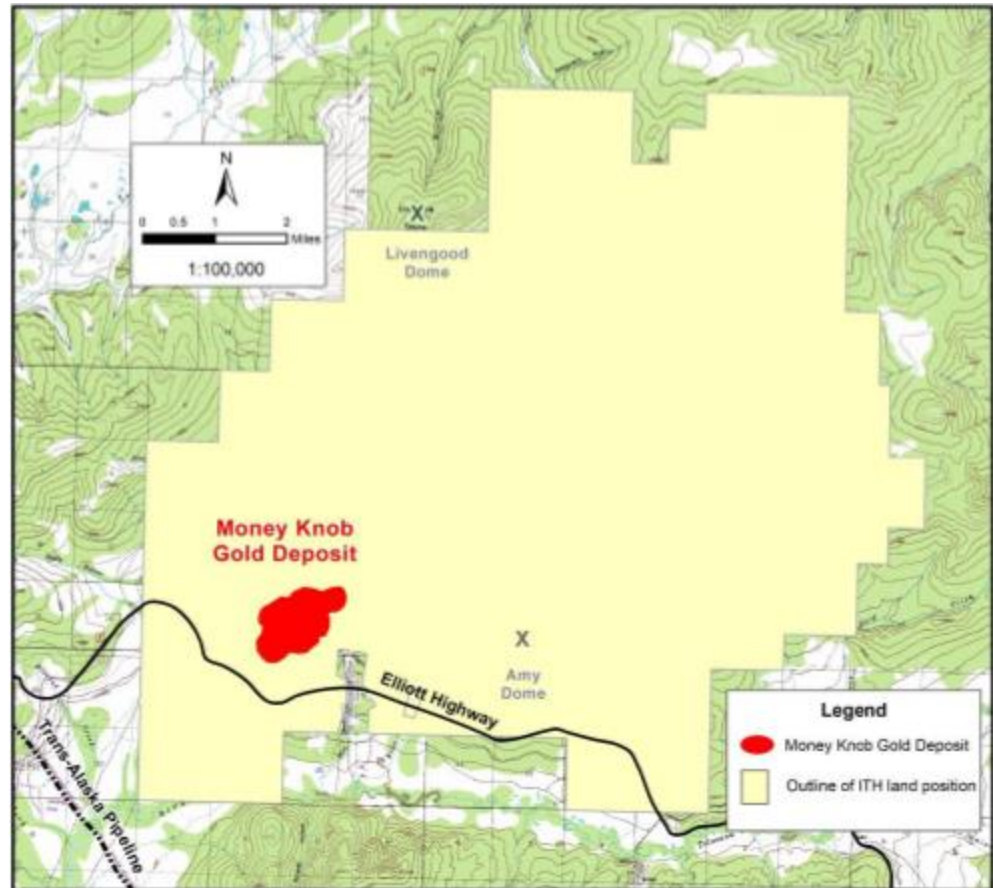 N
0 0.5 1 2
Miles
1:100,000
X
Livengood
Dome
Money Knob
Gold Deposit
X
Amy
Dome
Elliott Highway
Trans-Alaska Pipeline
Legend
Money Knob Gold Deposit
Outline of ITH land position